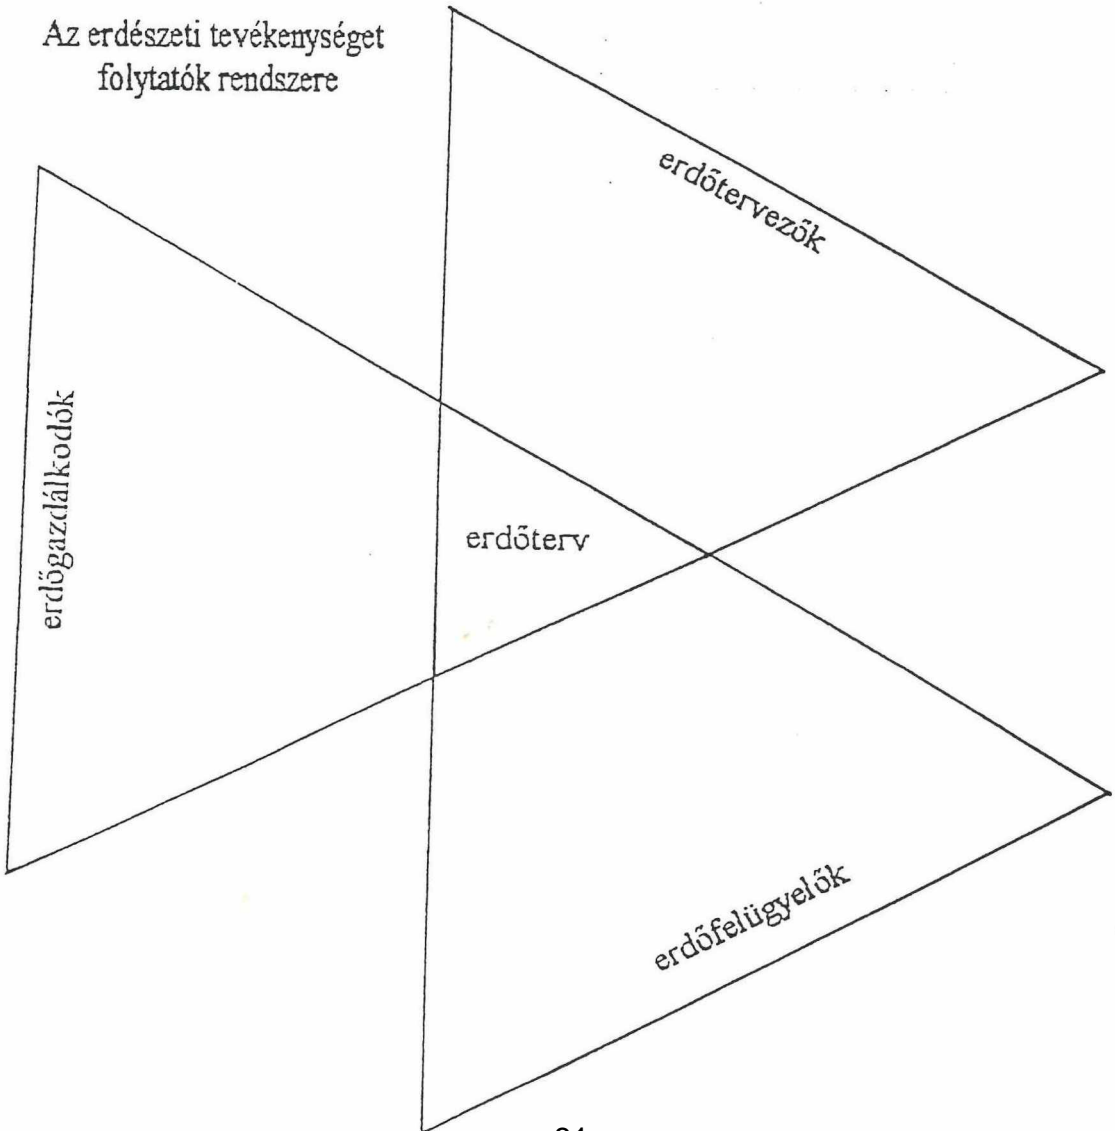 Az erdészeti tevékenységet
folytatók rendszere
erdőtervezők
erdőgazdálkodók
erdőterv
erdőfelügyelők